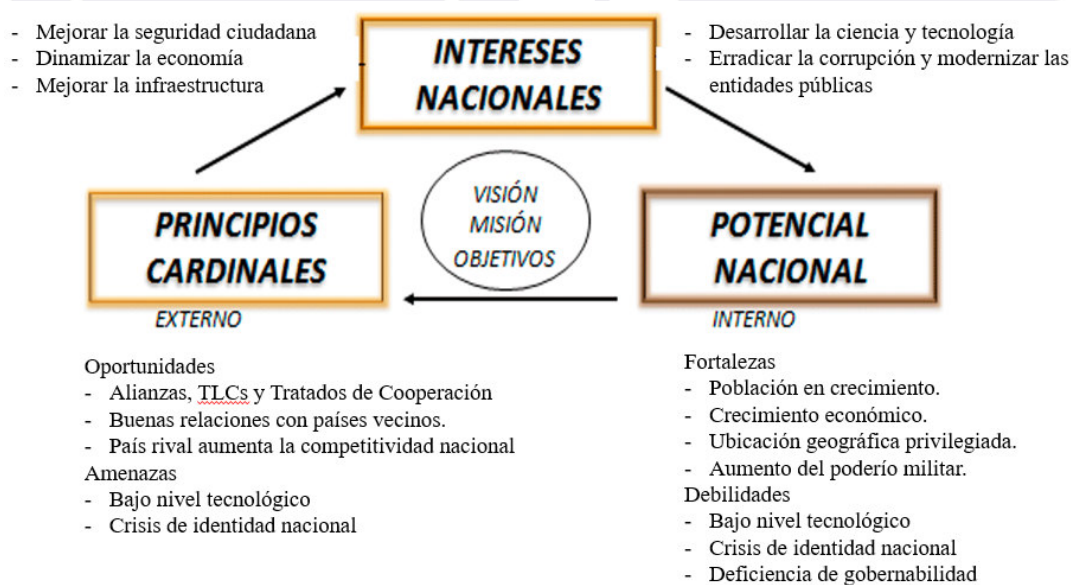 - Mejorar la seguridad ciudadana
- Dinamizar la economía
- Mejorar la infraestructura
INTERESES
NACIONALES
- Desarrollar la ciencia y tecnología
- Erradicar la corrupción y modernizar las
entidades públicas
PRINCIPIOS
CARDINALES
EXTERNO
VISIÓN
MISIÓN
OBJETIVOS
POTENCIAL
NACIONAL
INTERNO
Oportunidades
- Alianzas, TLCs y Tratados de Cooperación
- Buenas relaciones con países vecinos.
- País rival aumenta la competitividad nacional
Amenazas
- Bajo nivel tecnológico
- Crisis de identidad nacional
Fortalezas
- Población en crecimiento.
- Crecimiento económico.
- Ubicación geográfica privilegiada.
- Aumento del poderío militar.
Debilidades
- Bajo nivel tecnológico
- Crisis de identidad nacional
- Deficiencia de gobernabilidad